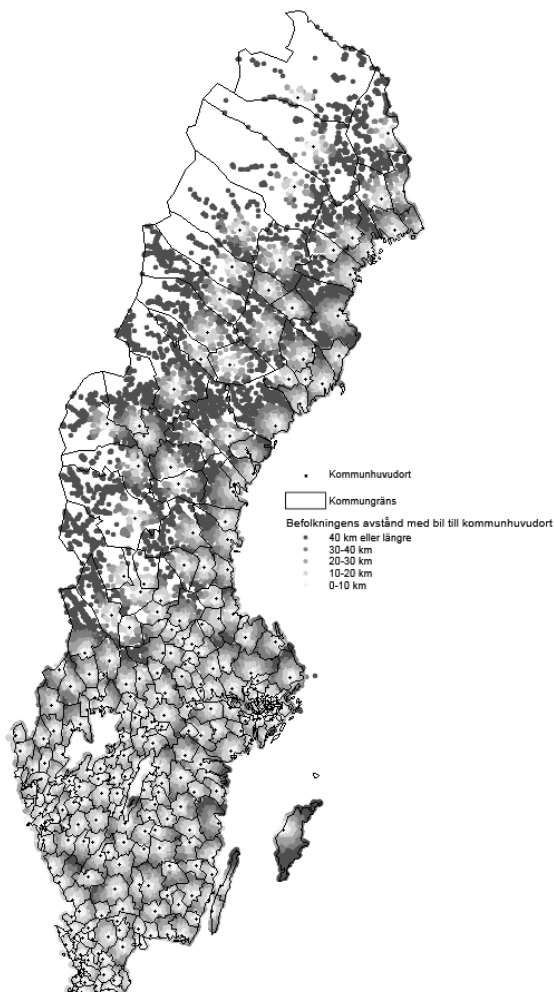 Kommunhuvudort
Kommungräns
Befolkningens avstånd med bil till kommunhuvudort
40 km eller längre
30-40 km
20-30 km
10-20 km
0-10 km